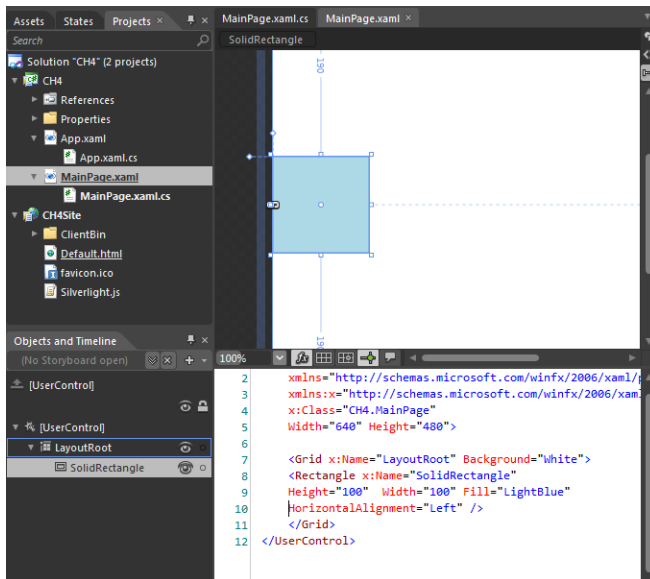 Assets States Projects × ×
Search
Solution "CH4" (2 projects)
CH4
References
Properties
App.xaml
App.xaml.cs
MainPage.xaml
MainPage.xaml.cs
CH4Site
ClientBin
Default.html
favicon.ico
Silverlight.js
Objects and Timeline ×
(No Storyboard open)
[UserControl]
[UserControl]
LayoutRoot
SolidRectangle
MainPage.xaml.cs MainPage.xaml ×
SolidRectangle
190
100%
2 xmlns="http://schemas.microsoft.com/winfx/2006/xaml/
3 xmlns:x="http://schemas.microsoft.com/winfx/2006/xam
4 x:Class="CH4.MainPage"
5 Width="640" Height="480">
6
7 <Grid x:Name="LayoutRoot" Background="White">
8 <Rectangle x:Name="SolidRectangle"
9 Height="100" Width="100" Fill="LightBlue"
10 HorizontalAlignment="Left" />
11 </Grid>
12 </UserControl>